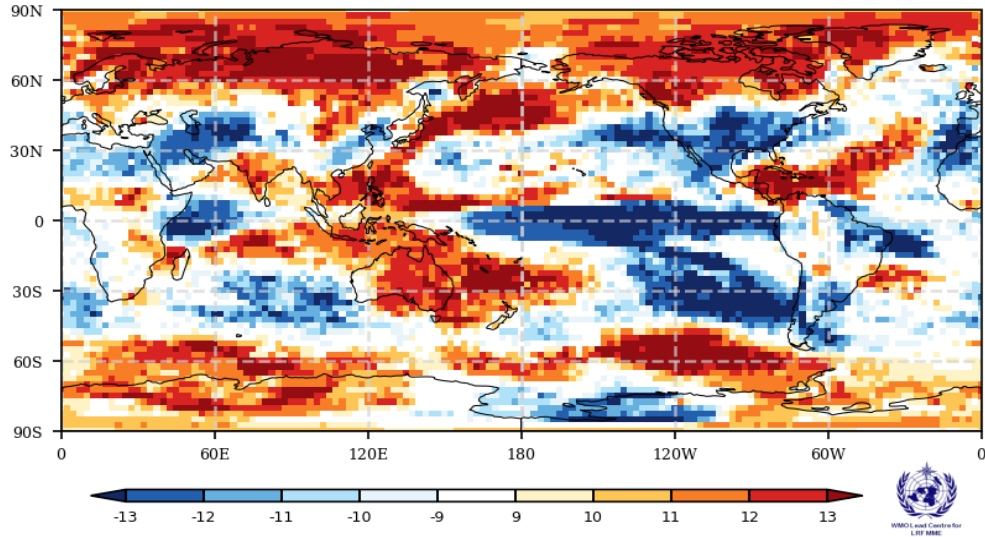 90N
60N
30N
0
30S
60S
90S
0 60E 120E 180 120W 60W 0
-13 -12 -11 -10 -9 9 10 11 12 13
WMO Lead Centre for
LRF MME